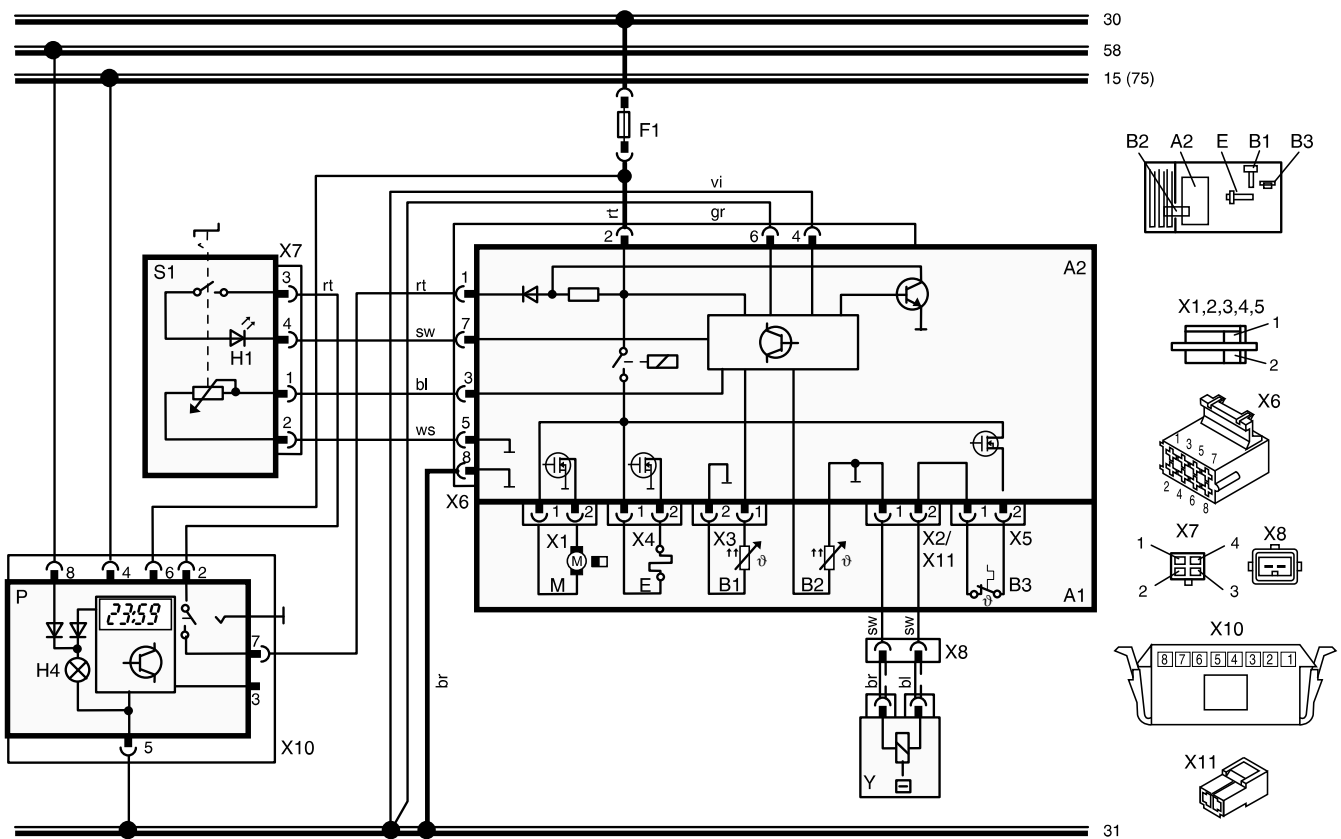 30
58
15 (75)
F1
B2 A2 E B1 B3
vi
gr
rt
2 6 4
A2
S1 X7
3 rt 1 rt
4 sw 7
H1
1 bl 3
2 ws 5
8
X6
X1,2,3,4,5
1
2
X6
1 3 5 7
2 4 6 8
1 2 1 2 2 1 1 2 1 2
X1 X4 X3 X2/ X11 X5
M M E B1 ϑ B2 ϑ B3 ϑ
A1
X7 X8
1 4
2 3
8 4 6 2
P
23:59
H4
7
3
5
X10
br
sw sw
X8
br bl
Y
X10
8 7 6 5 4 3 2 1
X11
31